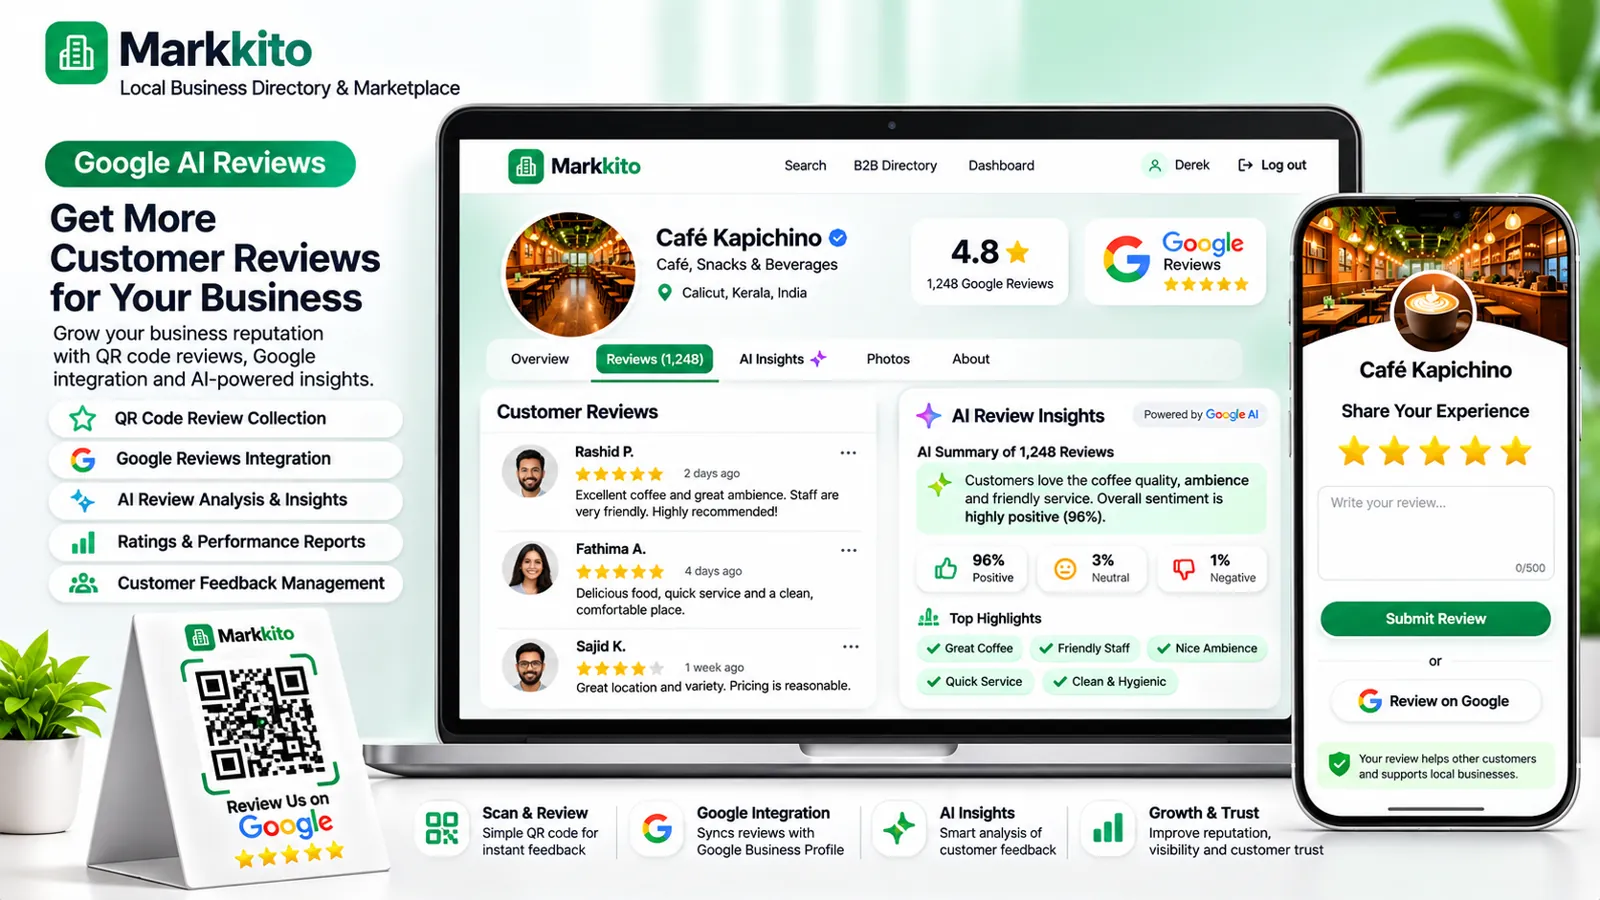 Markkito
Local Business Directory & Marketplace
Google AI Reviews
Get More
Customer Reviews
for Your Business
Grow your business reputation
with QR code reviews, Google
integration and AI-powered insights.
QR Code Review Collection
Google Reviews Integration
AI Review Analysis & Insights
Ratings & Performance Reports
Customer Feedback Management
Markkito
Review Us on
Google
Markkito
Search
B2B Directory
Dashboard
Derek
Log out
Café Kapichino
Café, Snacks & Beverages
Calicut, Kerala, India
4.8
1,248 Google Reviews
Google
Reviews
Overview
Reviews (1,248)
AI Insights
Photos
About
Customer Reviews
Rashid P.
2 days ago
Excellent coffee and great ambience. Staff are
very friendly. Highly recommended!
Fathima A.
4 days ago
Delicious food, quick service and a clean,
comfortable place.
Sajid K.
1 week ago
Great location and variety. Pricing is reasonable.
AI Review Insights
Powered by Google AI
AI Summary of 1,248 Reviews
Customers love the coffee quality, ambience
and friendly service. Overall sentiment is
highly positive (96%).
96%
Positive
3%
Neutral
1%
Negative
Top Highlights
Great Coffee
Friendly Staff
Nice Ambience
Quick Service
Clean & Hygienic
Café Kapichino
Share Your Experience
Write your review...
0/500
Submit Review
or
Review on Google
Your review helps other customers
and supports local businesses.
Scan & Review
Simple QR code for
instant feedback
Google Integration
Syncs reviews with
Google Business Profile
AI Insights
Smart analysis of
customer feedback
Growth & Trust
Improve reputation,
visibility and customer trust